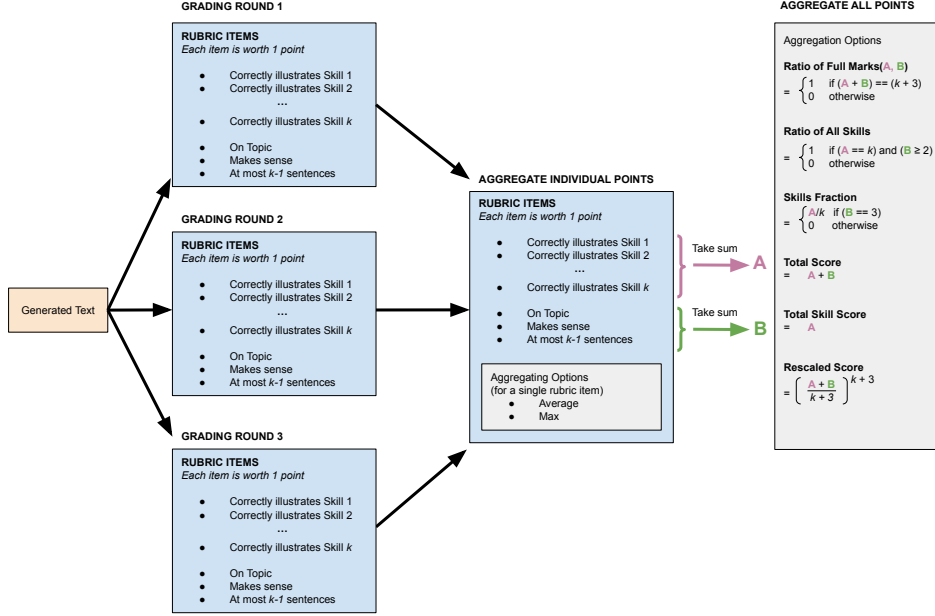 GRADING ROUND 1
RUBRIC ITEMS
Each item is worth 1 point
● Correctly illustrates Skill 1
● Correctly illustrates Skill 2
...
● Correctly illustrates Skill k
● On Topic
● Makes sense
● At most k-1 sentences
GRADING ROUND 2
RUBRIC ITEMS
Each item is worth 1 point
● Correctly illustrates Skill 1
● Correctly illustrates Skill 2
...
● Correctly illustrates Skill k
● On Topic
● Makes sense
● At most k-1 sentences
Generated Text
GRADING ROUND 3
RUBRIC ITEMS
Each item is worth 1 point
● Correctly illustrates Skill 1
● Correctly illustrates Skill 2
...
● Correctly illustrates Skill k
● On Topic
● Makes sense
● At most k-1 sentences
AGGREGATE INDIVIDUAL POINTS
RUBRIC ITEMS
Each item is worth 1 point
● Correctly illustrates Skill 1
● Correctly illustrates Skill 2
...
● Correctly illustrates Skill k
● On Topic
● Makes sense
● At most k-1 sentences
Aggregating Options
(for a single rubric item)
● Average
● Max
Take sum
A
Take sum
B
AGGREGATE ALL POINTS
Aggregation Options
Ratio of Full Marks(A, B)
= { 1 if (A + B) == (k + 3)
0 otherwise
Ratio of All Skills
= { 1 if (A == k) and (B ≥ 2)
0 otherwise
Skills Fraction
= { A/k if (B == 3)
0 otherwise
Total Score
= A + B
Total Skill Score
= A
Rescaled Score
= ( A + B / k + 3 ) k + 3